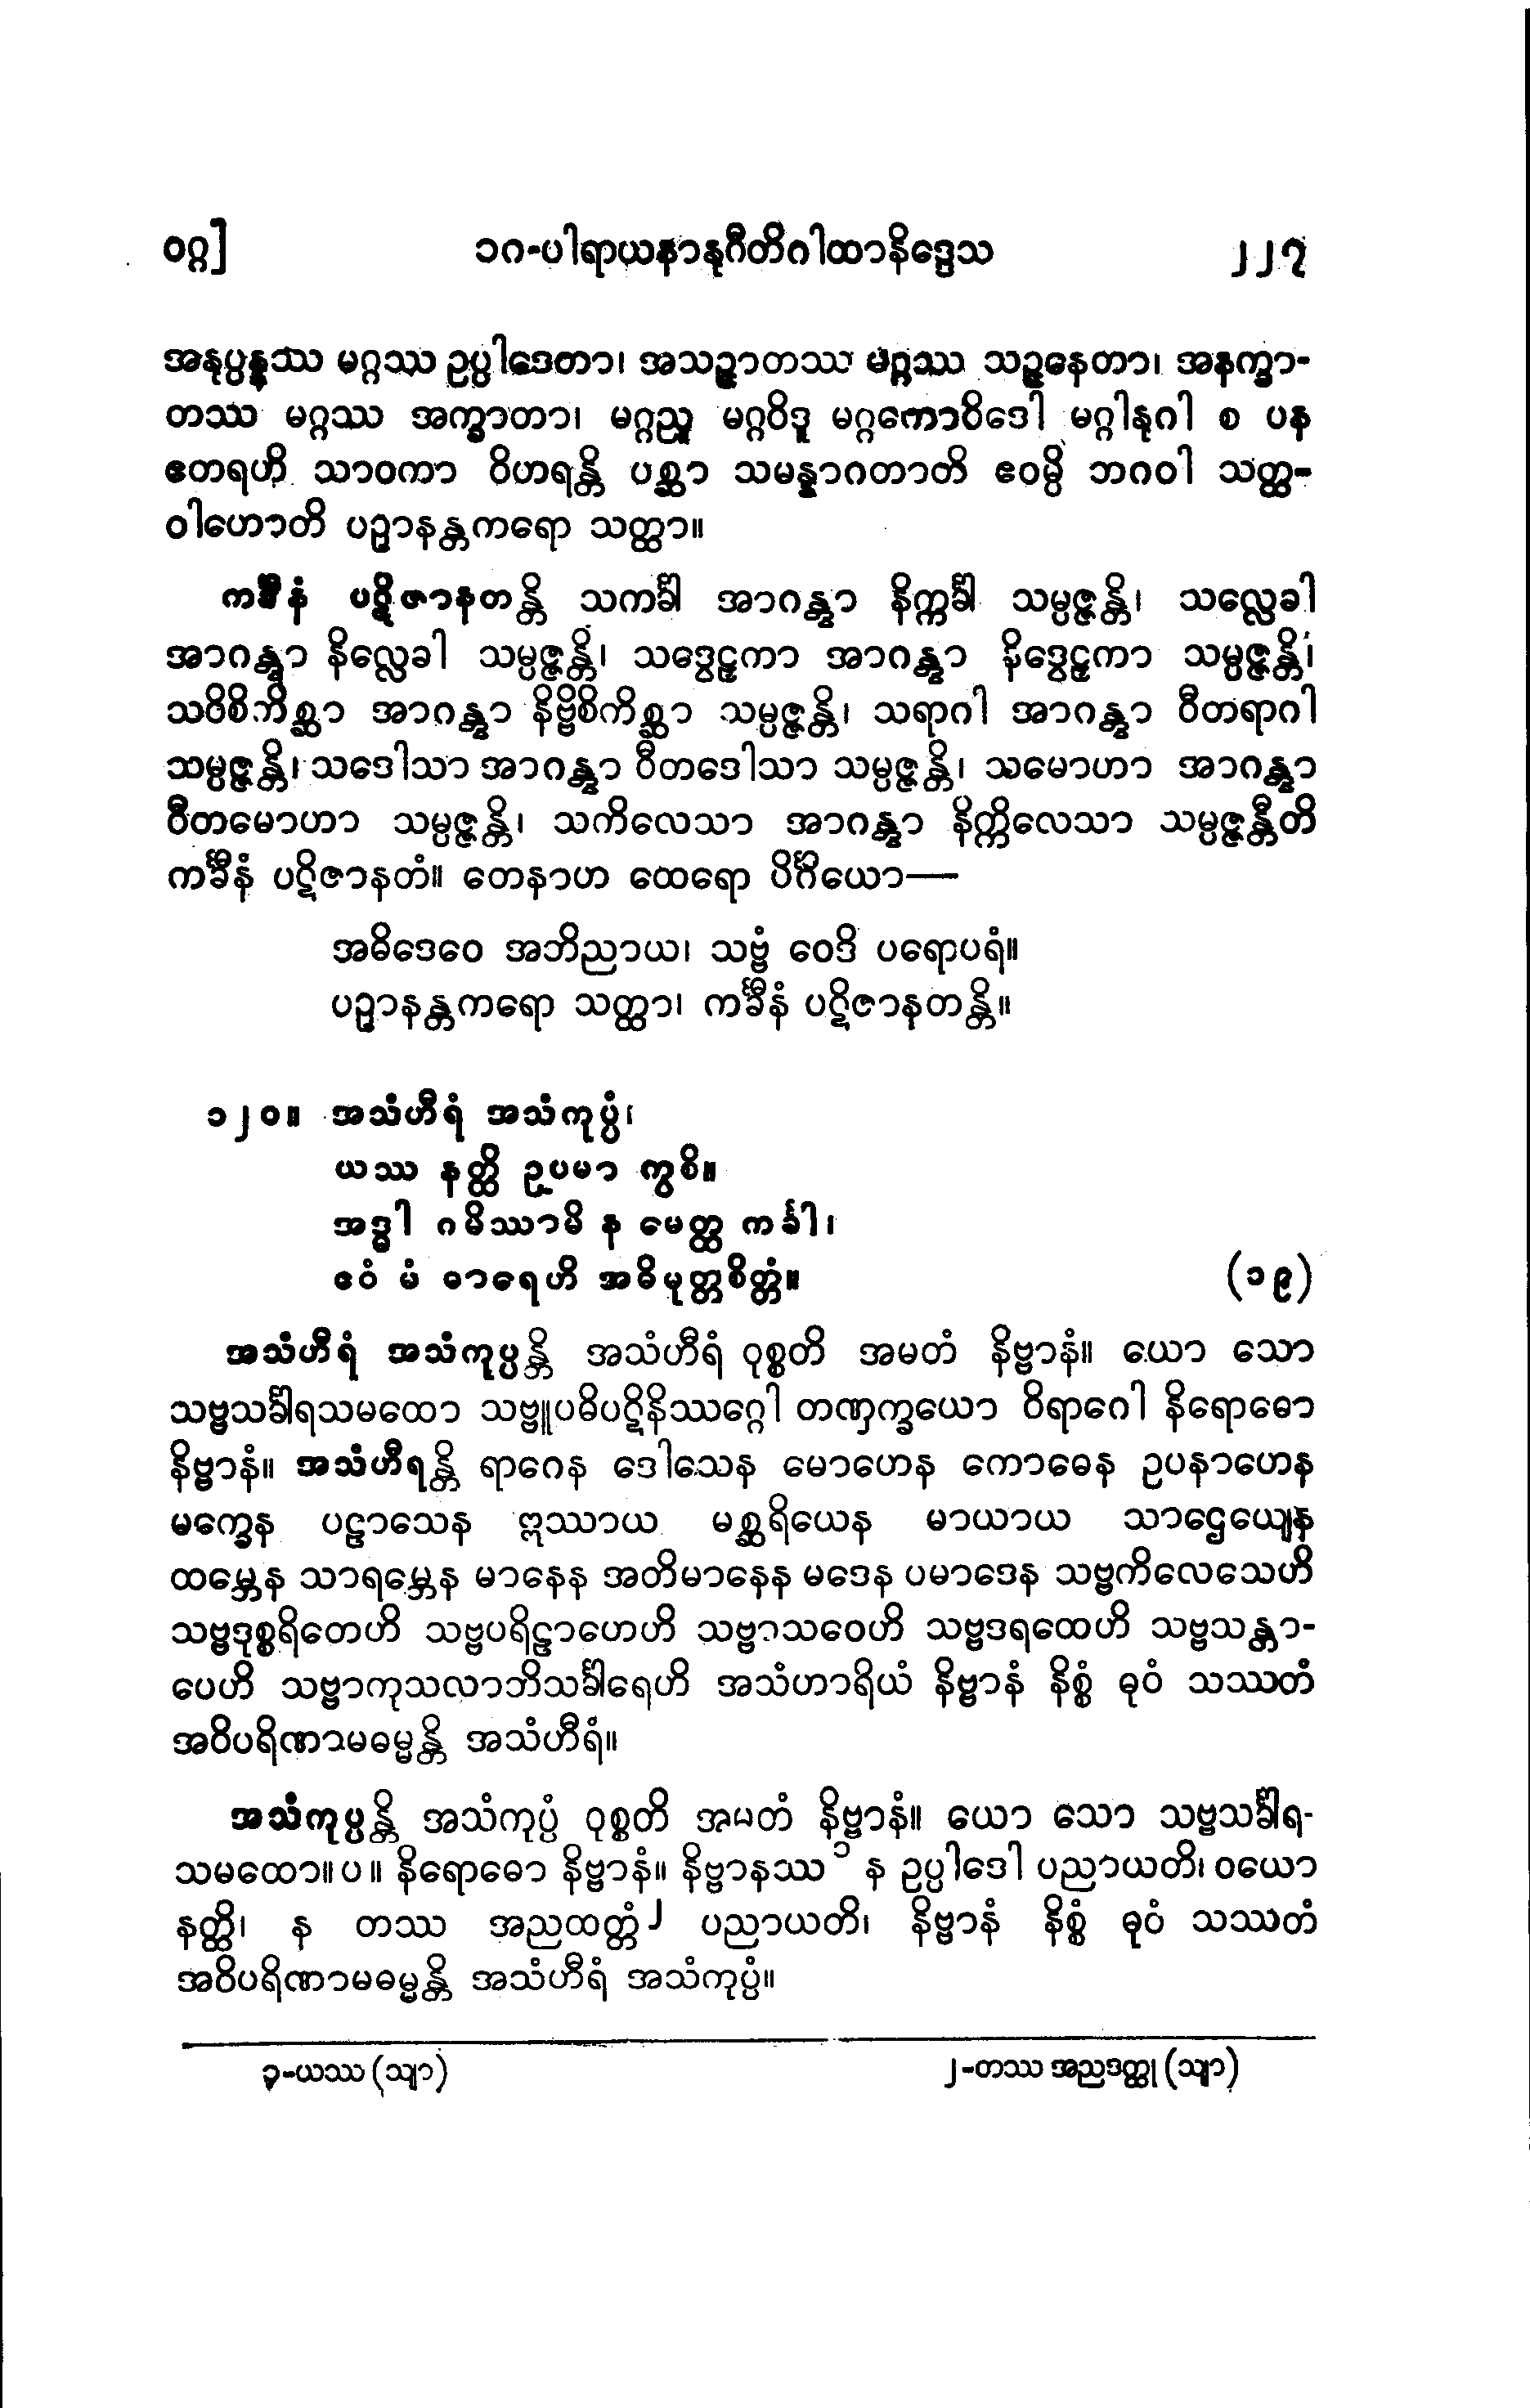 ဝဂ္ဂ] ၁၈-ပါရာယနာနုဂီတိဂါထာနိဒ္ဒေသ ၂၂၇
အနုပ္ပန္နဿ မဂ္ဂဿ ဥပ္ပါဒေတာ၊ အသဉ္ဇာတဿ မဂ္ဂဿ သဉ္ဇနေတာ၊ အနက္ခာ-
တဿ မဂ္ဂဿ အက္ခာတာ၊ မဂ္ဂညူ မဂ္ဂဝိဒူ မဂ္ဂကောဝိဒေါ မဂ္ဂါနုဂါ စ ပန
ဧတရဟိ သာဝကာ ဝိဟရန္တိ ပစ္ဆာ သမန္နာဂတာတိ ဧဝမ္ပိ ဘဂဝါ သတ္ထ-
ဝါဟောတိ ပဉှာနန္တကရော သတ္ထာ။
ကင်္ခီနံ ပဋိဇာနတန္တိ သကင်္ခါ အာဂန္တွာ နိက္ကင်္ခါ သမ္ပဇ္ဇန္တိ၊ သလ္လေခါ
အာဂန္တွာ နိလ္လေခါ သမ္ပဇ္ဇန္တိ၊ သဒွေဠှကာ အာဂန္တွာ နိဒွေဠှကာ သမ္ပဇ္ဇန္တိ၊
သဝိစိကိစ္ဆာ အာဂန္တွာ နိဗ္ဗိစိကိစ္ဆာ သမ္ပဇ္ဇန္တိ၊ သရာဂါ အာဂန္တွာ ဝီတရာဂါ
သမ္ပဇ္ဇန္တိ၊ သဒေါသာ အာဂန္တွာ ဝီတဒေါသာ သမ္ပဇ္ဇန္တိ၊ သမောဟာ အာဂန္တွာ
ဝီတမောဟာ သမ္ပဇ္ဇန္တိ၊ သကိလေသာ အာဂန္တွာ နိက္ကိလေသာ သမ္ပဇ္ဇန္တီတိ
ကင်္ခီနံ ပဋိဇာနတံ။ တေနာဟ ထေရော ပိင်္ဂိယော—
အဓိဒေဝေ အဘိညာယ၊ သဗ္ဗံ ဝေဒိ ပရောပရံ။
ပဉှာနန္တကရော သတ္ထာ၊ ကင်္ခီနံ ပဋိဇာနတန္တိ။
၁၂၀။ အသံဟီရံ အသံကုပ္ပံ၊
ယဿ နတ္ထိ ဥပမာ ကွစိ။
အဒ္ဓါ ဂမိဿာမိ န မေတ္ထ ကင်္ခါ၊
ဧဝံ မံ ဓာရေဟိ အဓိမုတ္တစိတ္တံ။ (၁၉)
အသံဟီရံ အသံကုပ္ပန္တိ အသံဟီရံ ဝုစ္စတိ အမတံ နိဗ္ဗာနံ။ ယော သော
သဗ္ဗသင်္ခါရသမထော သဗ္ဗူပဓိပဋိနိဿဂ္ဂေါ တဏှက္ခယော ဝိရာဂေါ နိရောဓော
နိဗ္ဗာနံ။ အသံဟီရန္တိ ရာဂေန ဒေါသေန မောဟေန ကောဓေန ဥပနာဟေန
မက္ခေန ပဠာသေန ဣဿာယ မစ္ဆရိယေန မာယာယ သာဌေယျေန
ထမ္ဘေန သာရမ္ဘေန မာနေန အတိမာနေန မဒေန ပမာဒေန သဗ္ဗကိလေသေဟိ
သဗ္ဗဒုစ္စရိတေဟိ သဗ္ဗပရိဠာဟေဟိ သဗ္ဗာသဝေဟိ သဗ္ဗဒရထေဟိ သဗ္ဗသန္တာ-
ပေဟိ သဗ္ဗာကုသလာဘိသင်္ခါရေဟိ အသံဟာရိယံ နိဗ္ဗာနံ နိစ္စံ ဓုဝံ သဿတံ
အဝိပရိဏာမဓမ္မန္တိ အသံဟီရံ။
အသံကုပ္ပန္တိ အသံကုပ္ပံ ဝုစ္စတိ အမတံ နိဗ္ဗာနံ။ ယော သော သဗ္ဗသင်္ခါရ-
သမထော။ ပ ။ နိရောဓော နိဗ္ဗာနံ။ နိဗ္ဗာနဿ ၁ န ဥပ္ပါဒေါ ပညာယတိ၊ ဝယော
နတ္ထိ၊ န တဿ အညထတ္တံ ၂ ပညာယတိ၊ နိဗ္ဗာနံ နိစ္စံ ဓုဝံ သဿတံ
အဝိပရိဏာမဓမ္မန္တိ အသံဟီရံ အသံကုပ္ပံ။
၃-ယဿ (သျာ) ၂-တဿ အညဒတ္ထု (သျာ)